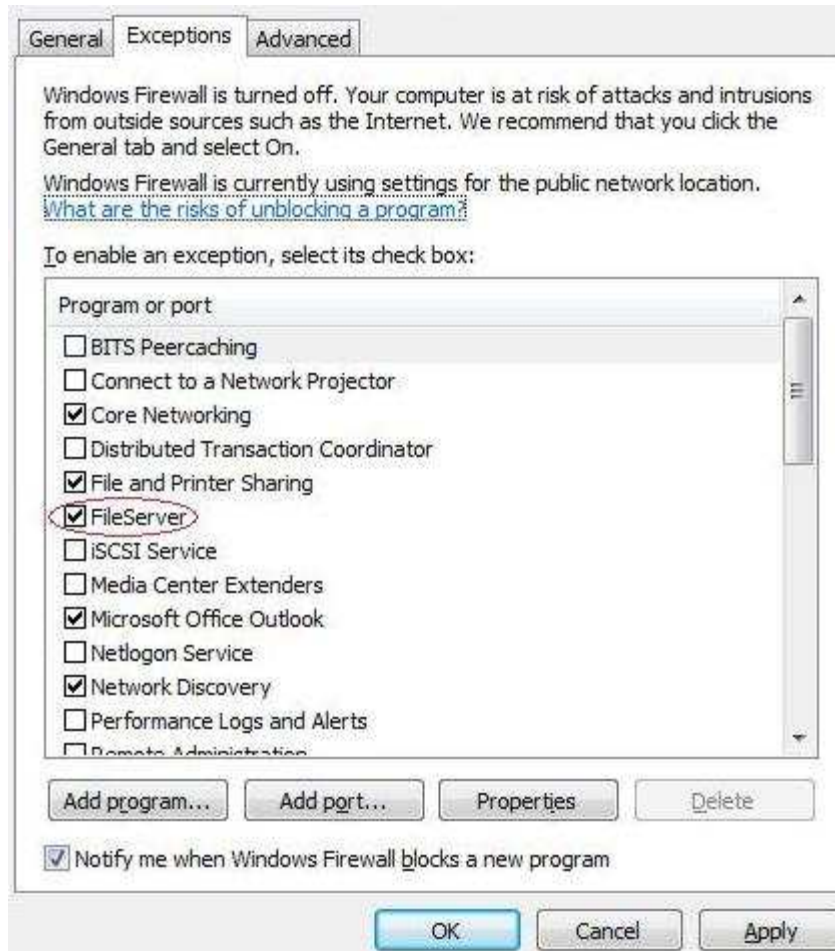 General
Exceptions
Advanced
Windows Firewall is turned off. Your computer is at risk of attacks and intrusions
from outside sources such as the Internet. We recommend that you click the
General tab and select On.
Windows Firewall is currently using settings for the public network location.
What are the risks of unblocking a program?
To enable an exception, select its check box:
Program or port
BITS Peercaching
Connect to a Network Projector
Core Networking
Distributed Transaction Coordinator
File and Printer Sharing
FileServer
iSCSI Service
Media Center Extenders
Microsoft Office Outlook
Netlogon Service
Network Discovery
Performance Logs and Alerts
Remote Administration
Add program...
Add port...
Properties
Delete
Notify me when Windows Firewall blocks a new program
OK
Cancel
Apply